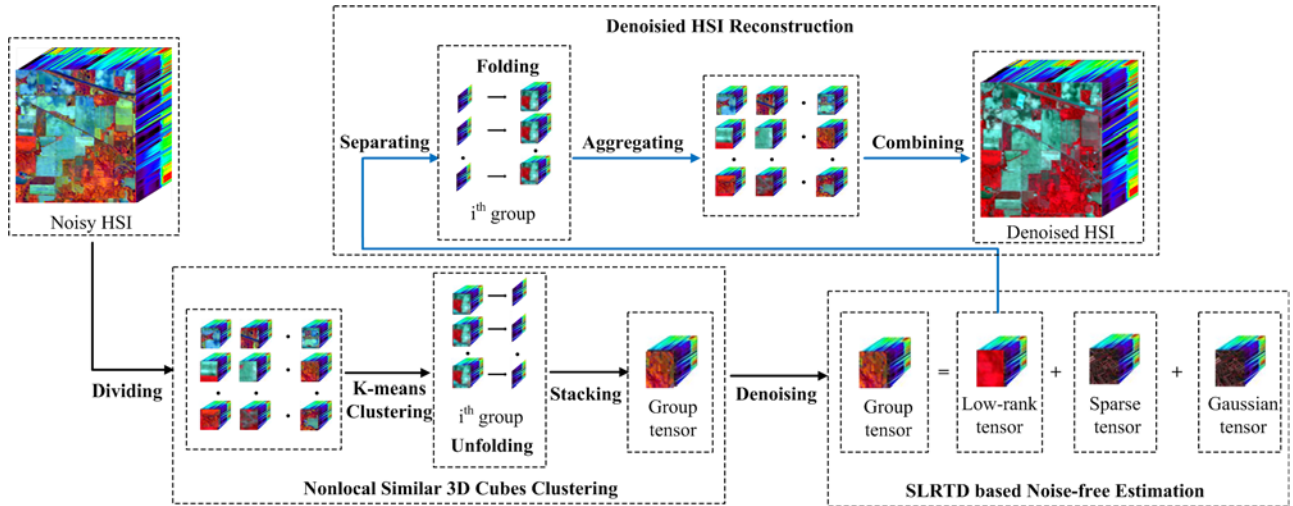 Denoisied HSI Reconstruction
Folding
Separating
Aggregating
Combining
i^th group
Noisy HSI
Denoised HSI
Dividing
K-means
Clustering
i^th group
Unfolding
Stacking
Group
tensor
Denoising
Group
tensor
=
Low-rank
tensor
+
Sparse
tensor
+
Gaussian
tensor
Nonlocal Similar 3D Cubes Clustering
SLRTD based Noise-free Estimation